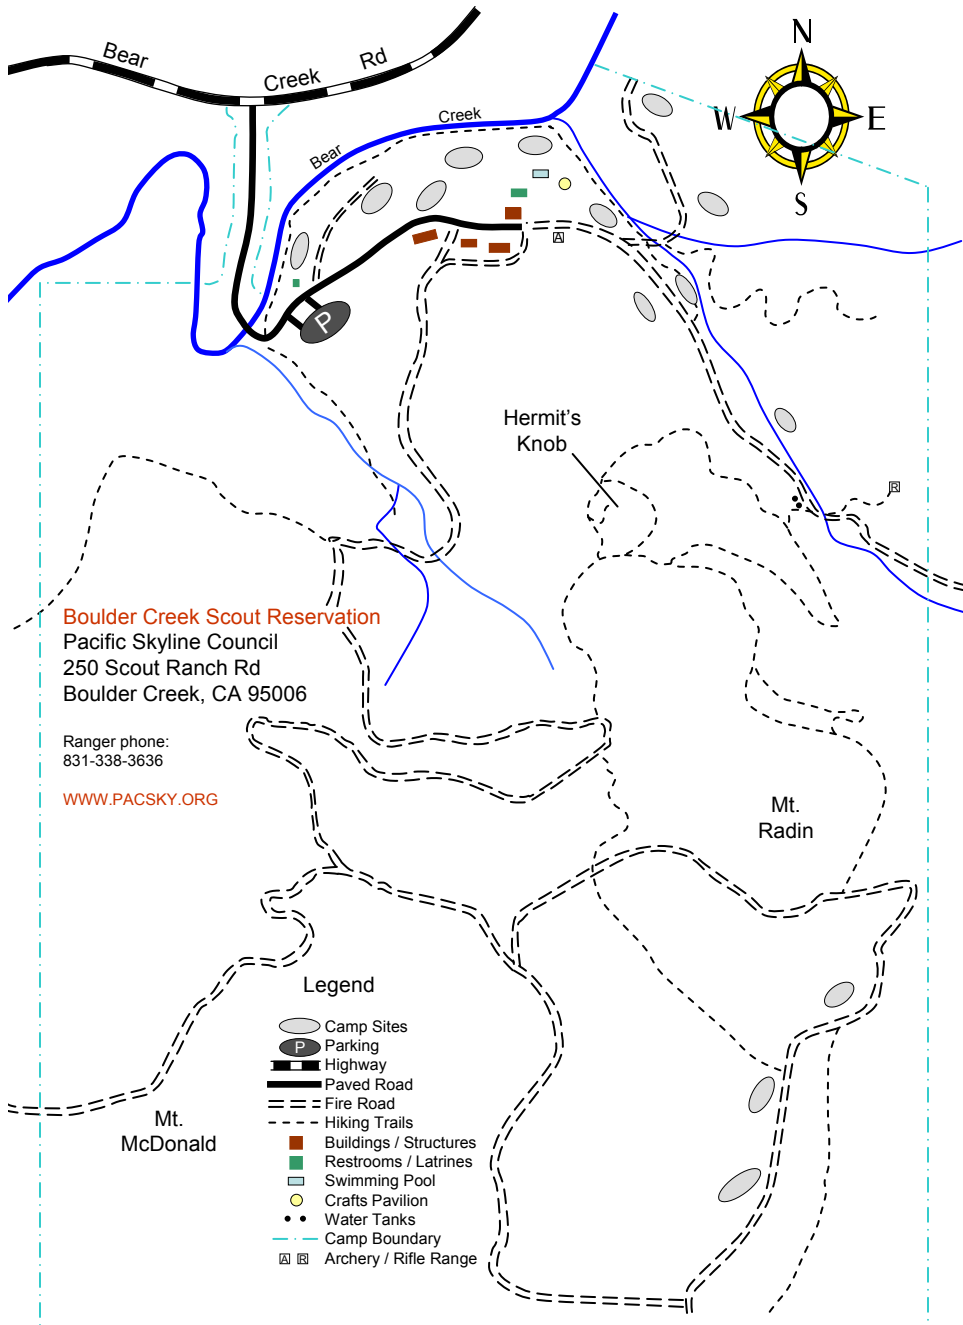 Bear Creek Rd
N
W E
S
Bear Creek
A
P
Hermit's
Knob
R
Boulder Creek Scout Reservation
Pacific Skyline Council
250 Scout Ranch Rd
Boulder Creek, CA 95006
Ranger phone:
831-338-3636
WWW.PACSKY.ORG
Mt.
Radin
Mt.
McDonald
Legend
Camp Sites
P Parking
Highway
Paved Road
Fire Road
Hiking Trails
Buildings / Structures
Restrooms / Latrines
Swimming Pool
Crafts Pavilion
Water Tanks
Camp Boundary
A R Archery / Rifle Range